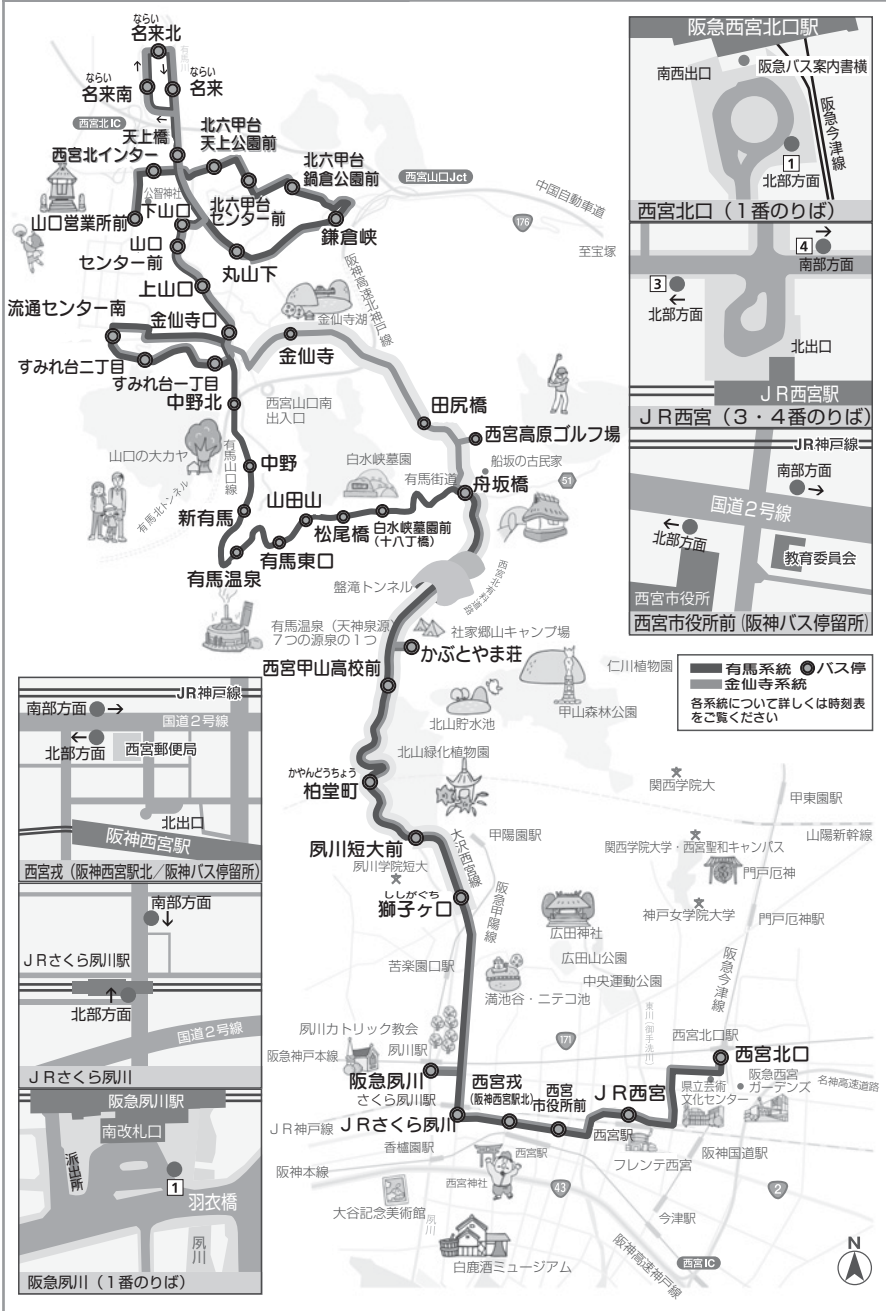 ならい
名来北
有馬川
ならい
名来南
ならい
名来
西宮北IC
天上橋
西宮北インター
北六甲台
天上公園前
北六甲台
鍋倉公園前
西宮山口Jct
中国自動車道
176
至宝塚
公智神社
山口営業所前
下山口
北六甲台
センター前
鎌倉峡
山口
センター前
丸山下
上山口
阪神高速北神戸線
流通センター南
金仙寺口
金仙寺湖
金仙寺
すみれ台二丁目
すみれ台一丁目
中野北
西宮山口南
出入口
田尻橋
西宮高原ゴルフ場
船坂の古民家
51
山口の大カヤ
有馬山口線
中野
白水峡墓園
有馬街道
舟坂橋
有馬北トンネル
新有馬
山田山
松尾橋
白水峡墓園前
(十八丁橋)
有馬東口
有馬温泉
盤滝トンネル
西宮北有料道路
有馬温泉（天神泉源）
7つの源泉の1つ
社家郷山キャンプ場
かぶとやま荘
西宮甲山高校前
仁川植物園
甲山森林公園
北山貯水池
北山緑化植物園
かやんどうちょう
柏堂町
関西学院大
甲東園駅
山陽新幹線
夙川短大前
夙川学院短大
大沢西宮線
甲陽園駅
関西学院大学・西宮聖和キャンパス
門戸厄神
ししがぐち
獅子ヶ口
阪急甲陽線
神戸女学院大学
門戸厄神駅
広田神社
広田山公園
中央運動公園
阪急今津線
苦楽園口駅
満池谷・ニテコ池
東川(御手洗川)
夙川カトリック教会
171
西宮北口駅
西宮北口
阪急神戸本線
夙川駅
阪急夙川
さくら夙川駅
西宮戎
(阪神西宮駅北)
西宮
市役所前
JR西宮
県立芸術
文化センター
阪急西宮
ガーデンズ
名神高速道路
JR神戸線
JRさくら夙川
西宮駅
フレンテ西宮
阪神国道駅
香櫨園駅
阪神本線
西宮駅
西宮神社
43
2
大谷記念美術館
夙川
今津駅
白鹿酒ミュージアム
阪神高速神戸線
西宮IC
N
阪急西宮北口駅
南西出口
阪急バス案内書横
阪急今津線
1
北部方面
西宮北口（1番のりば）
→
4
南部方面
3
←
北部方面
北出口
JR西宮駅
JR西宮（3・4番のりば）
JR神戸線
南部方面
→
国道2号線
←
北部方面
教育委員会
西宮市役所
西宮市役所前(阪神バス停留所)
有馬系統 バス停
金仙寺系統
各系統について詳しくは時刻表
をご覧ください
JR神戸線
南部方面 →
国道2号線
←
北部方面
西宮郵便局
北出口
阪神西宮駅
西宮戎（阪神西宮駅北／阪神バス停留所）
南部方面
↓
JRさくら夙川駅
↑
北部方面
国道2号線
JRさくら夙川
阪急夙川駅
南改札口
派出所
1
羽衣橋
夙川
阪急夙川（1番のりば）